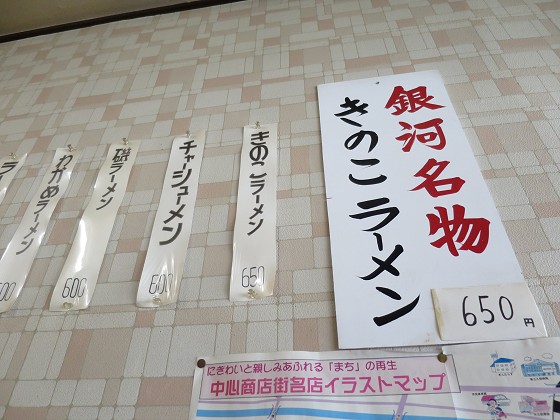 銀河名物
きのこラーメン
650円
きのこラーメン
650
チャーシューメン
600
磯ラーメン
600
わかめラーメン
500
ラ
00
にぎわいと親しみあふれる「まち」の再生
中心商店街名店イラストマップ